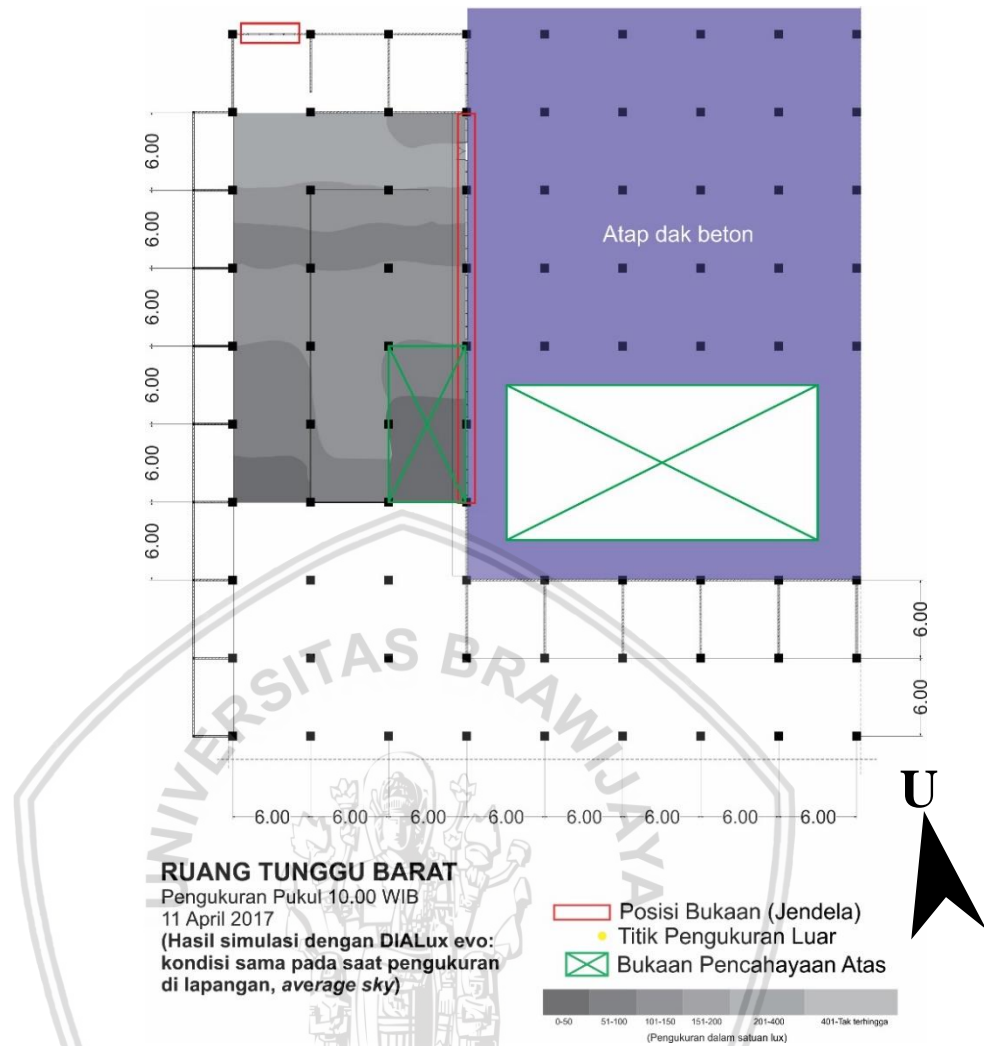 6.00
6.00
6.00
6.00
6.00
6.00
Atap dak beton
6.00
6.00
6.00 6.00 6.00 6.00 6.00 6.00 6.00 6.00
UNIVERSITAS BRAWIJAYA
U
RUANG TUNGGU BARAT
Pengukuran Pukul 10.00 WIB
11 April 2017
(Hasil simulasi dengan DIALux evo:
kondisi sama pada saat pengukuran
di lapangan, average sky)
Posisi Bukaan (Jendela)
Titik Pengukuran Luar
Bukaan Pencahayaan Atas
0-50 51-100 101-150 151-200 201-400 401-Tak terhingga
(Pengukuran dalam satuan lux)